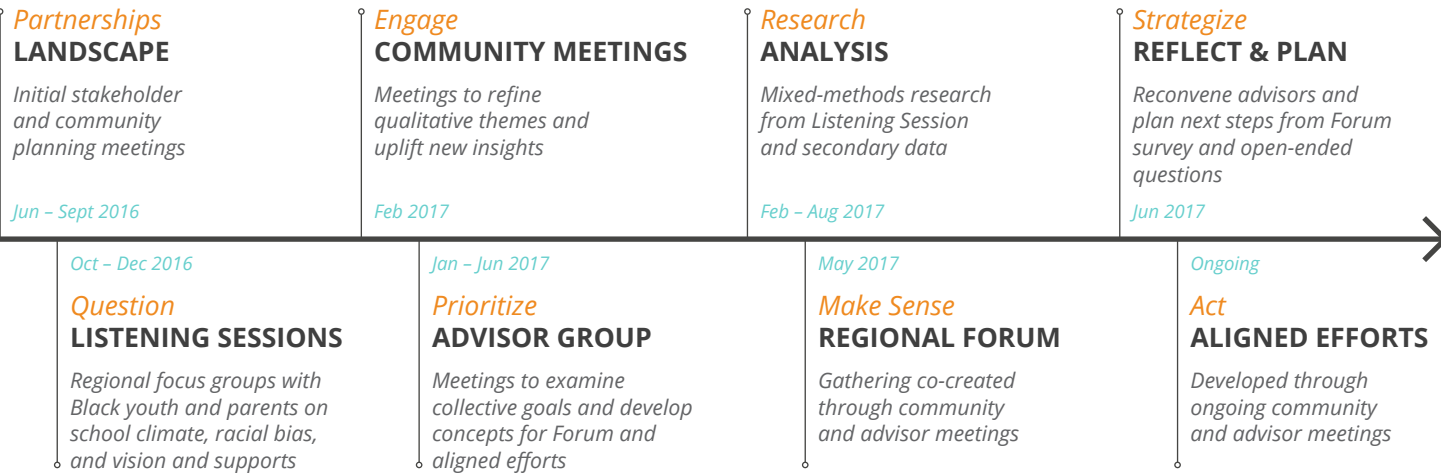 Partnerships
LANDSCAPE
Initial stakeholder
and community
planning meetings
Jun – Sept 2016
Engage
COMMUNITY MEETINGS
Meetings to refine
qualitative themes and
uplift new insights
Feb 2017
Research
ANALYSIS
Mixed-methods research
from Listening Session
and secondary data
Feb – Aug 2017
Strategize
REFLECT & PLAN
Reconvene advisors and
plan next steps from Forum
survey and open-ended
questions
Jun 2017
Oct – Dec 2016
Question
LISTENING SESSIONS
Regional focus groups with
Black youth and parents on
school climate, racial bias,
and vision and supports
Jan – Jun 2017
Prioritize
ADVISOR GROUP
Meetings to examine
collective goals and develop
concepts for Forum and
aligned efforts
May 2017
Make Sense
REGIONAL FORUM
Gathering co-created
through community
and advisor meetings
Ongoing
Act
ALIGNED EFFORTS
Developed through
ongoing community
and advisor meetings